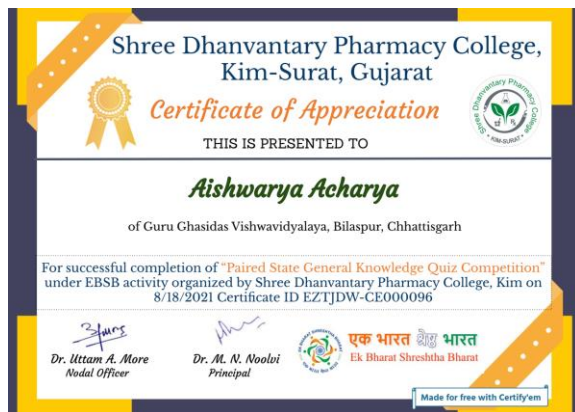 Shree Dhanvantary Pharmacy College,
Kim-Surat, Gujarat
Certificate of Appreciation
THIS IS PRESENTED TO
Shree Dhanvantary Pharmacy College
• KIM-SURAT •
Aishwarya Acharya
of Guru Ghasidas Vishwavidyalaya, Bilaspur, Chhattisgarh
For successful completion of “Paired State General Knowledge Quiz Competition”
under EBSB activity organized by Shree Dhanvantary Pharmacy College, Kim on
8/18/2021 Certificate ID EZTJDW-CE000096
Dr. Uttam A. More
Nodal Officer
Dr. M. N. Noolvi
Principal
एक भारत श्रेष्ठ भारत
Ek Bharat Shreshtha Bharat
Made for free with Certify'em